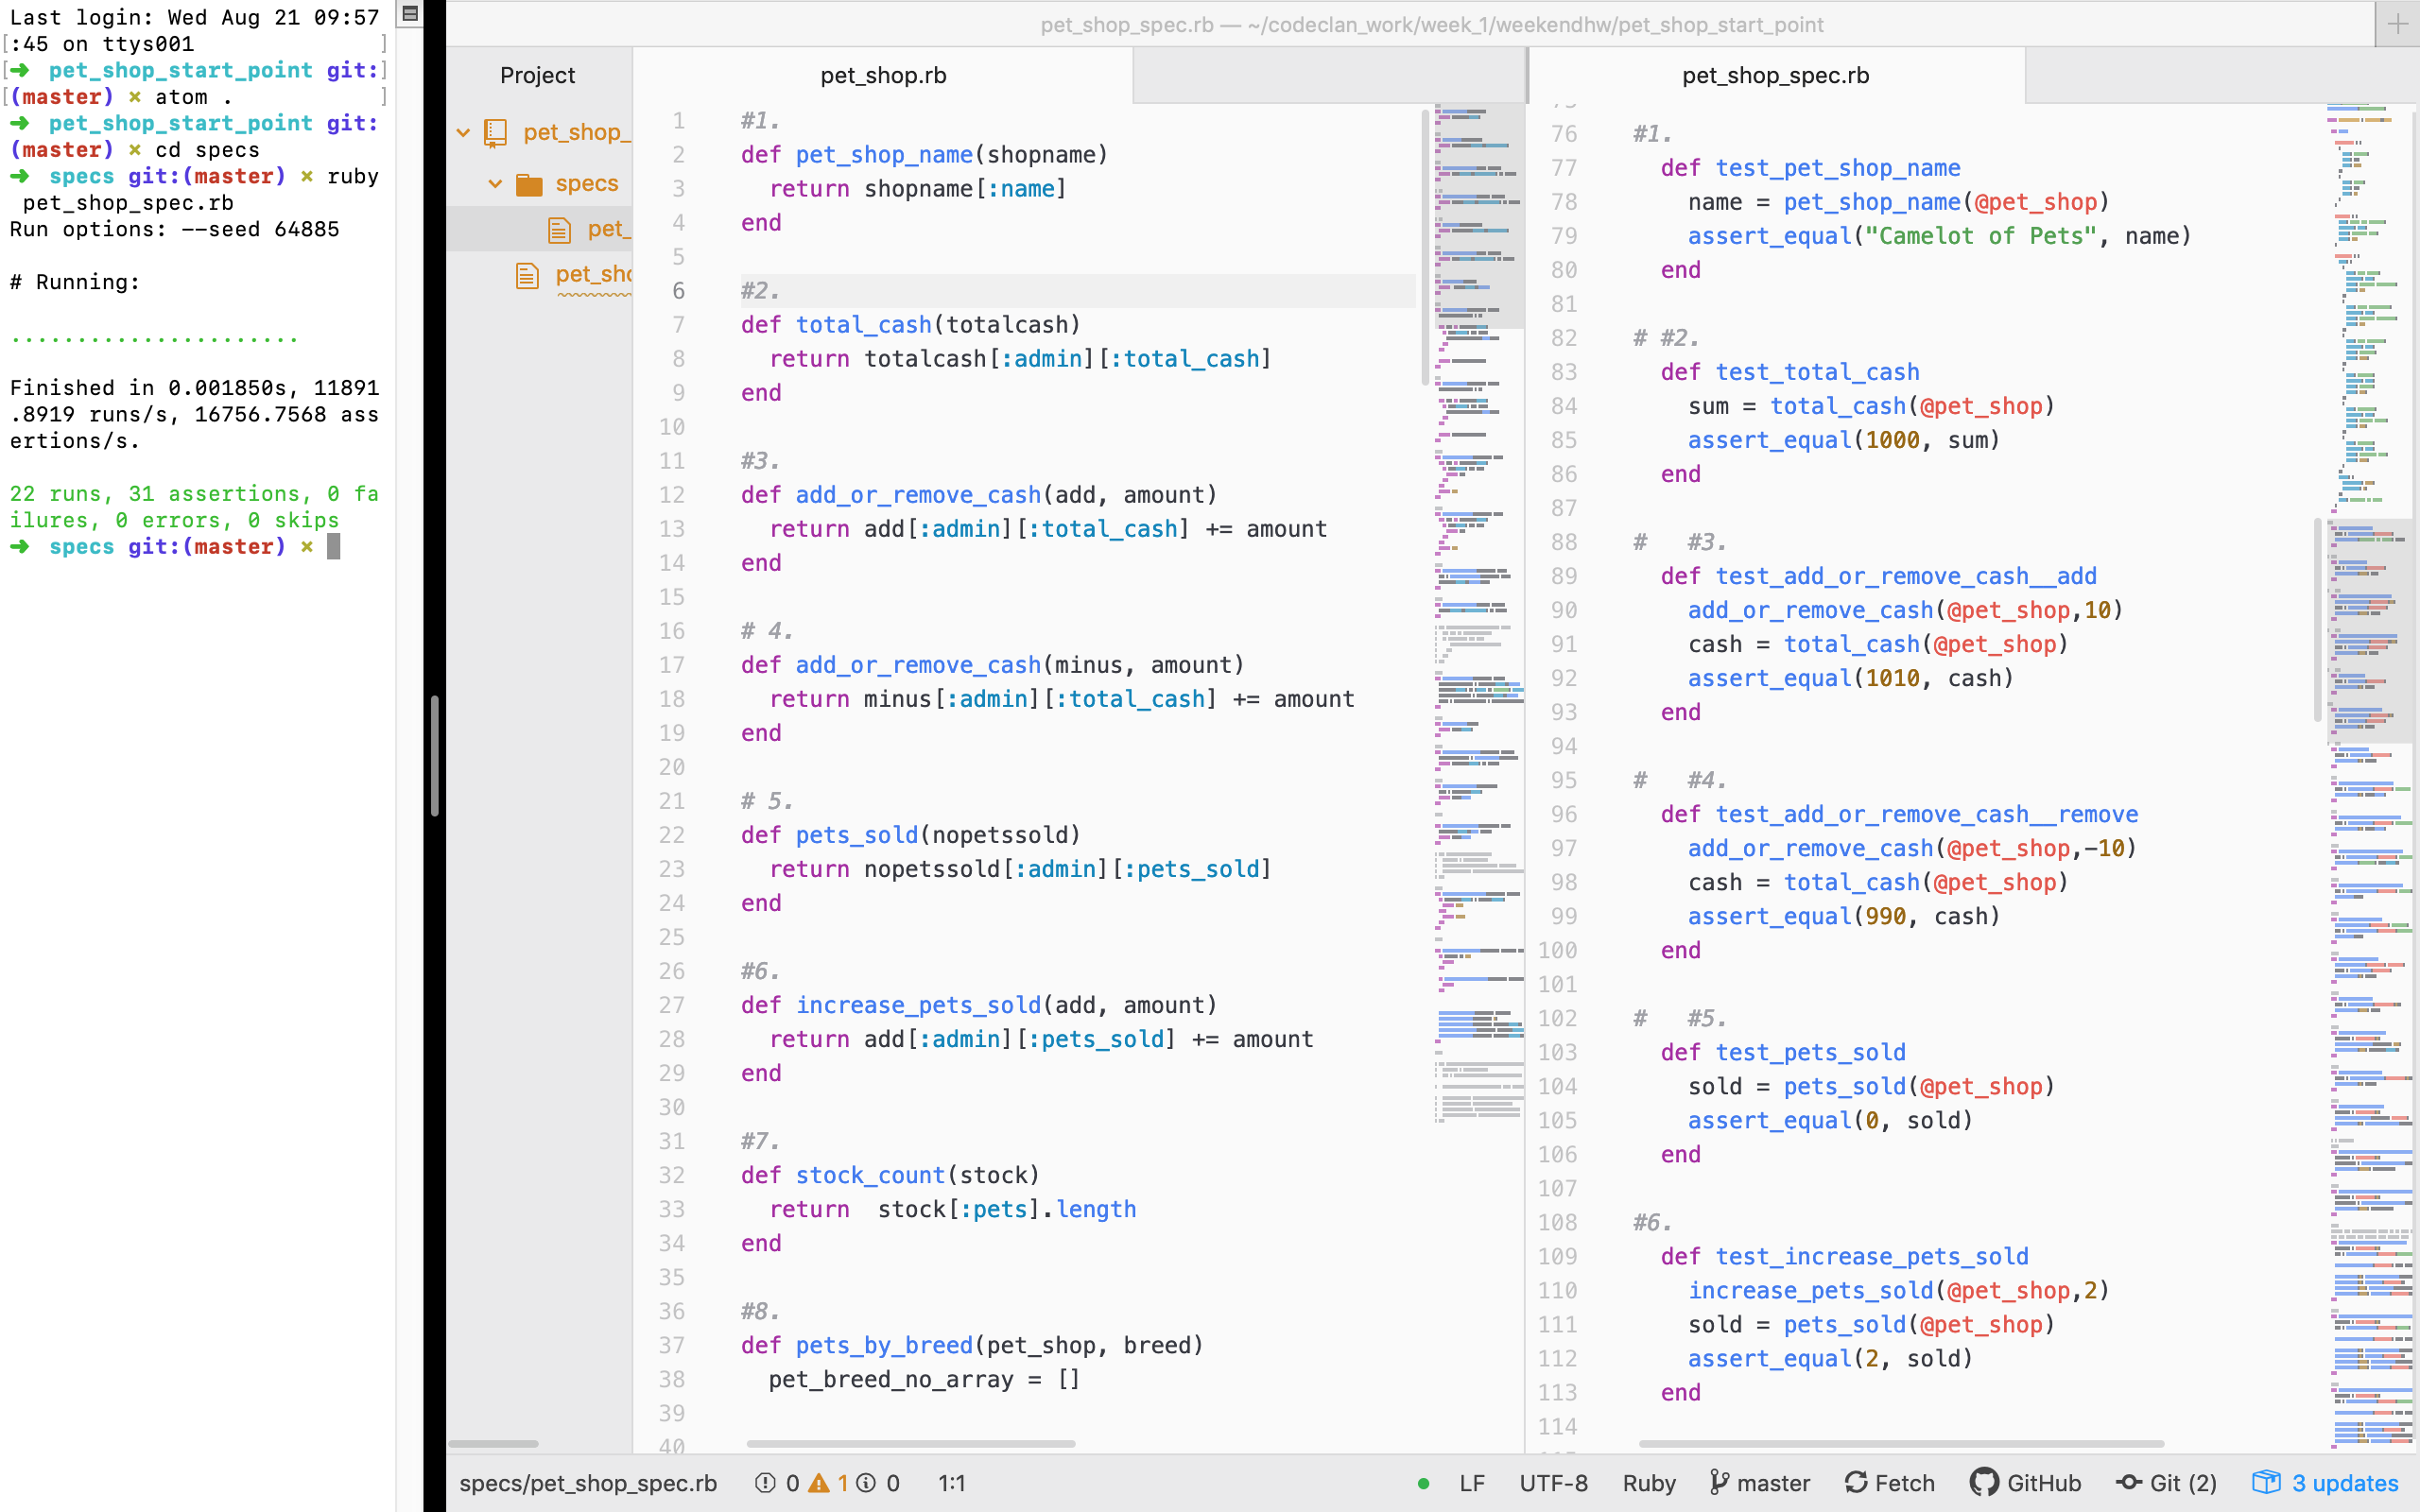 Last login: Wed Aug 21 09:57
[:45 on ttys001 ]
[➜ pet_shop_start_point git:]
[(master) ✗ atom . ]
➜ pet_shop_start_point git:
(master) ✗ cd specs
➜ specs git:(master) ✗ ruby
pet_shop_spec.rb
Run options: --seed 64885
# Running:
......................
Finished in 0.001850s, 11891
.8919 runs/s, 16756.7568 ass
ertions/s.
22 runs, 31 assertions, 0 fa
ilures, 0 errors, 0 skips
➜ specs git:(master) ✗
pet_shop_spec.rb — ~/codeclan_work/week_1/weekendhw/pet_shop_start_point
Project
pet_shop_
specs
pet_
pet_sho
pet_shop.rb
1 #1.
2 def pet_shop_name(shopname)
3   return shopname[:name]
4 end
5
6 #2.
7 def total_cash(totalcash)
8   return totalcash[:admin][:total_cash]
9 end
10
11 #3.
12 def add_or_remove_cash(add, amount)
13   return add[:admin][:total_cash] += amount
14 end
15
16 # 4.
17 def add_or_remove_cash(minus, amount)
18   return minus[:admin][:total_cash] += amount
19 end
20
21 # 5.
22 def pets_sold(nopetssold)
23   return nopetssold[:admin][:pets_sold]
24 end
25
26 #6.
27 def increase_pets_sold(add, amount)
28   return add[:admin][:pets_sold] += amount
29 end
30
31 #7.
32 def stock_count(stock)
33   return  stock[:pets].length
34 end
35
36 #8.
37 def pets_by_breed(pet_shop, breed)
38   pet_breed_no_array = []
39
40
pet_shop_spec.rb
76 #1.
77   def test_pet_shop_name
78     name = pet_shop_name(@pet_shop)
79     assert_equal("Camelot of Pets", name)
80   end
81
82 # #2.
83   def test_total_cash
84     sum = total_cash(@pet_shop)
85     assert_equal(1000, sum)
86   end
87
88 #   #3.
89   def test_add_or_remove_cash__add
90     add_or_remove_cash(@pet_shop,10)
91     cash = total_cash(@pet_shop)
92     assert_equal(1010, cash)
93   end
94
95 #   #4.
96   def test_add_or_remove_cash__remove
97     add_or_remove_cash(@pet_shop,-10)
98     cash = total_cash(@pet_shop)
99     assert_equal(990, cash)
100   end
101
102 #   #5.
103   def test_pets_sold
104     sold = pets_sold(@pet_shop)
105     assert_equal(0, sold)
106   end
107
108 #6.
109   def test_increase_pets_sold
110     increase_pets_sold(@pet_shop,2)
111     sold = pets_sold(@pet_shop)
112     assert_equal(2, sold)
113   end
114
specs/pet_shop_spec.rb 0 1 0 1:1 LF UTF-8 Ruby master Fetch GitHub Git (2) 3 updates